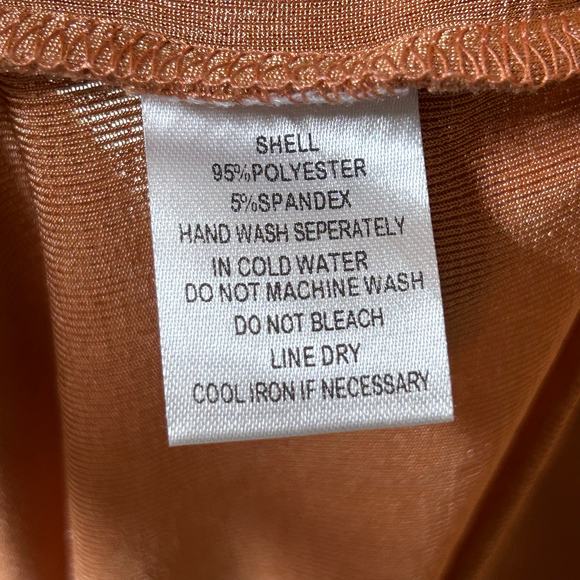 SHELL
95%POLYESTER
5%SPANDEX
HAND WASH SEPERATELY
IN COLD WATER
DO NOT MACHINE WASH
DO NOT BLEACH
LINE DRY
COOL IRON IF NECESSARY